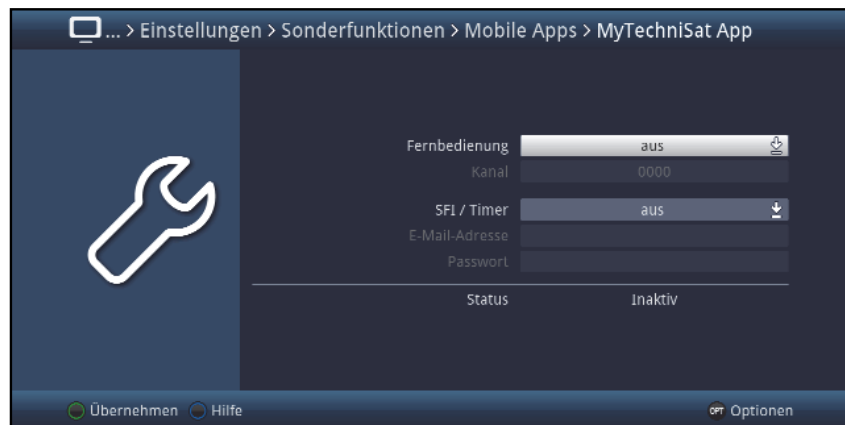 ... > Einstellungen > Sonderfunktionen > Mobile Apps > MyTechniSat App
Fernbedienung aus
Kanal 0000
SFI / Timer aus
E-Mail-Adresse
Passwort
Status Inaktiv
Übernehmen Hilfe OPT Optionen